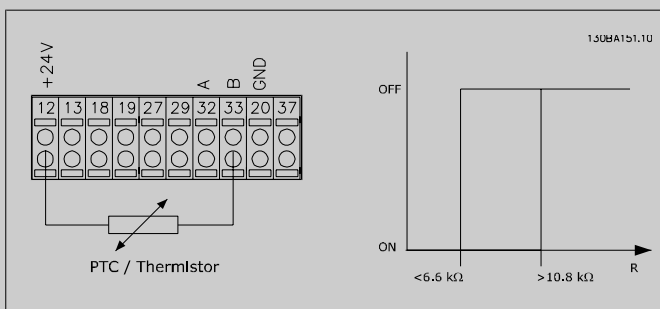 130BA151.10
+24V
A
B
GND
12 13 18 19 27 29 32 33 20 37
PTC / Thermistor
OFF
ON
<6.6 kΩ
>10.8 kΩ
R